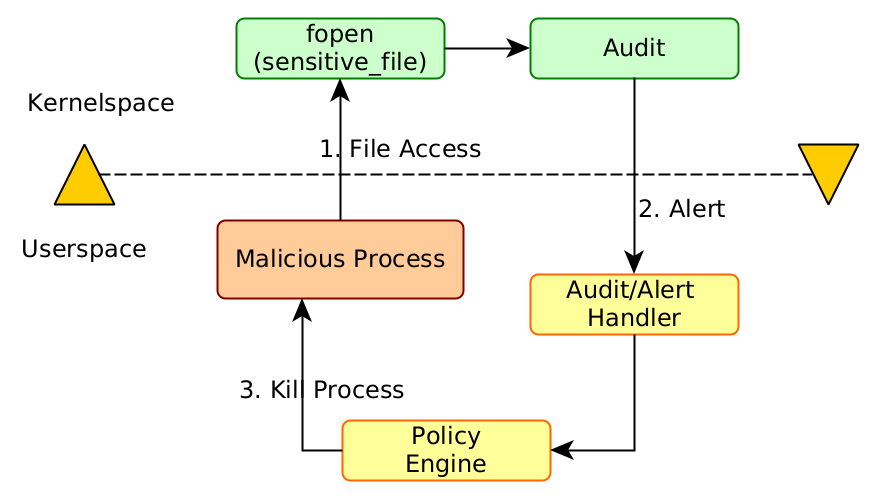 fopen
(sensitive_file)
Audit
Kernelspace
1. File Access
2. Alert
Userspace
Malicious Process
Audit/Alert
Handler
3. Kill Process
Policy
Engine